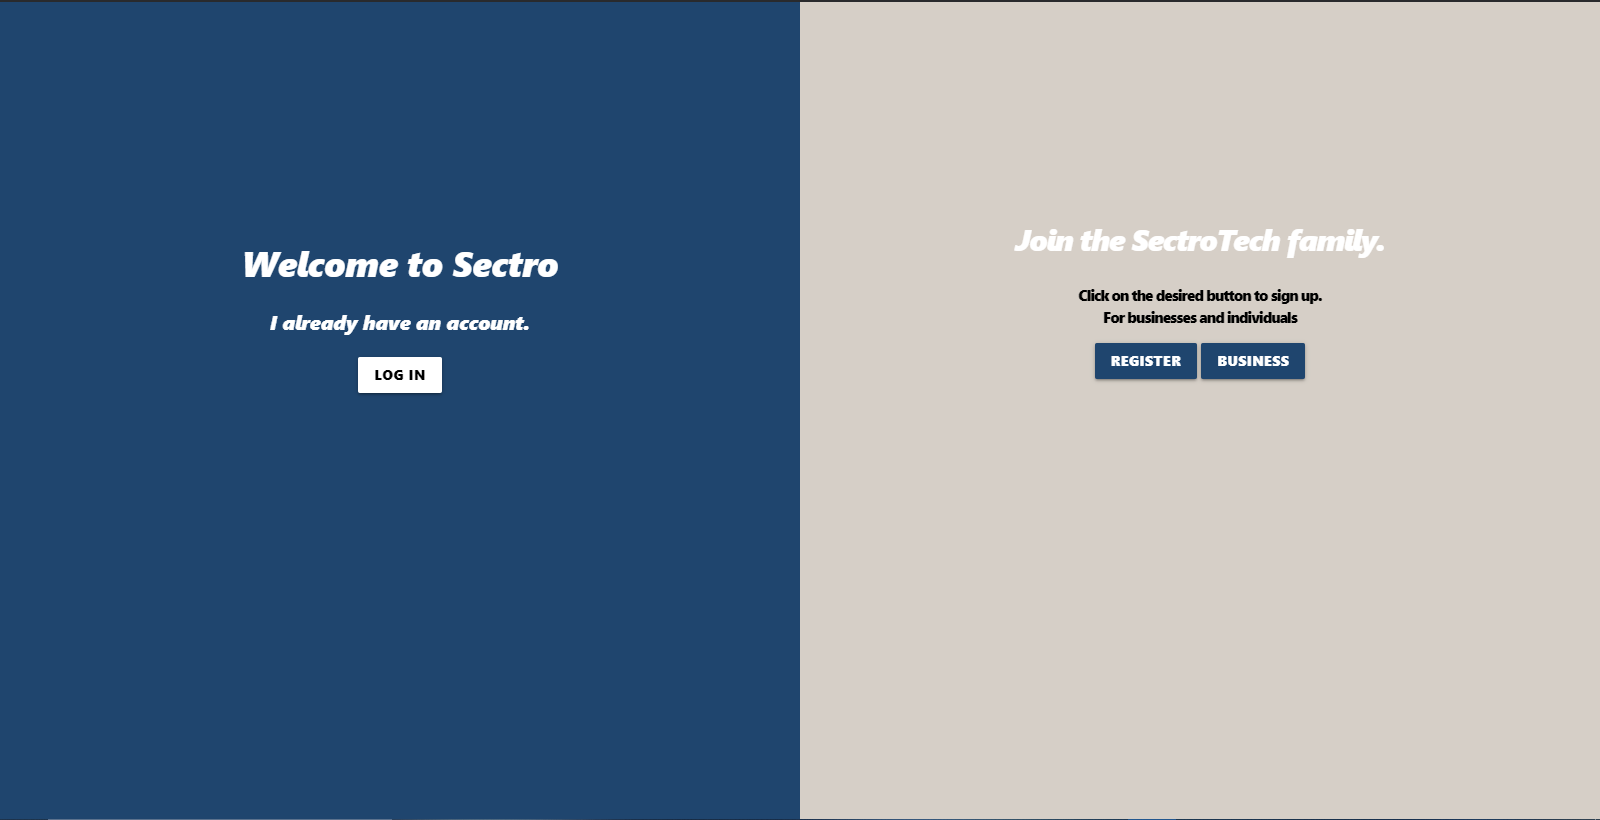 Welcome to Sectro
I already have an account.
LOG IN
Join the SectroTech family.
Click on the desired button to sign up.
For businesses and individuals
REGISTER BUSINESS